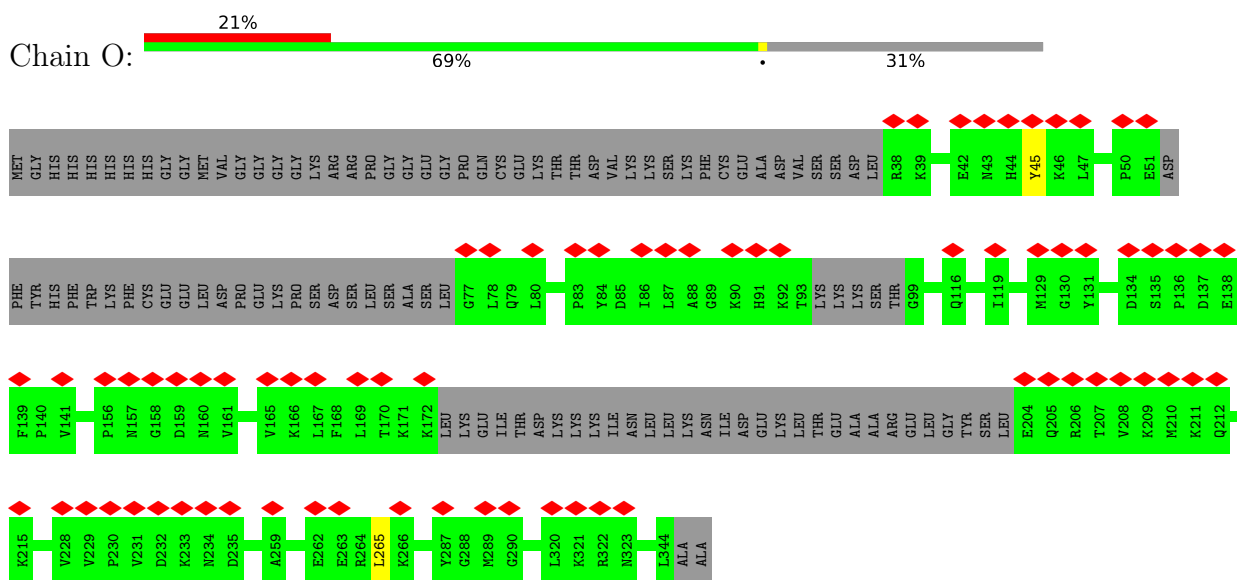 21%
Chain O:
69% • 31%
MET GLY HIS HIS HIS HIS HIS HIS GLY GLY MET VAL GLY GLY GLY GLY LYS ARG ARG PRO GLY GLY GLU GLY PRO GLN CYS GLU LYS THR THR ASP VAL LYS LYS SER LYS PHE CYS GLU ALA ASP VAL SER SER ASP LEU R38 K39 E42 N43 H44 Y45 K46 L47 P50 E51 ASP
PHE TYR HIS PHE TRP LYS PHE CYS GLU GLU LEU ASP PRO GLU LYS PRO SER ASP SER LEU SER ALA SER LEU G77 L78 Q79 L80 P83 Y84 D85 I86 L87 A88 G89 K90 H91 K92 T93 LYS LYS LYS SER THR G99 Q116 I119 M129 G130 Y131 D134 S135 P136 D137 E138
F139 P140 V141 P156 N157 G158 D159 N160 V161 V165 K166 L167 F168 L169 T170 K171 K172 LEU LYS GLU ILE THR ASP LYS LYS LYS ILE ASN LEU LEU LYS ASN ILE ASP GLU LYS LEU THR GLU ALA ALA ARG GLU LEU GLY TYR SER LEU E204 Q205 R206 T207 V208 K209 M210 K211 Q212
K215 V228 V229 P230 V231 D232 K233 N234 D235 A259 E262 E263 R264 L265 K266 Y287 G288 M289 G290 L320 K321 R322 N323 L344 ALA ALA